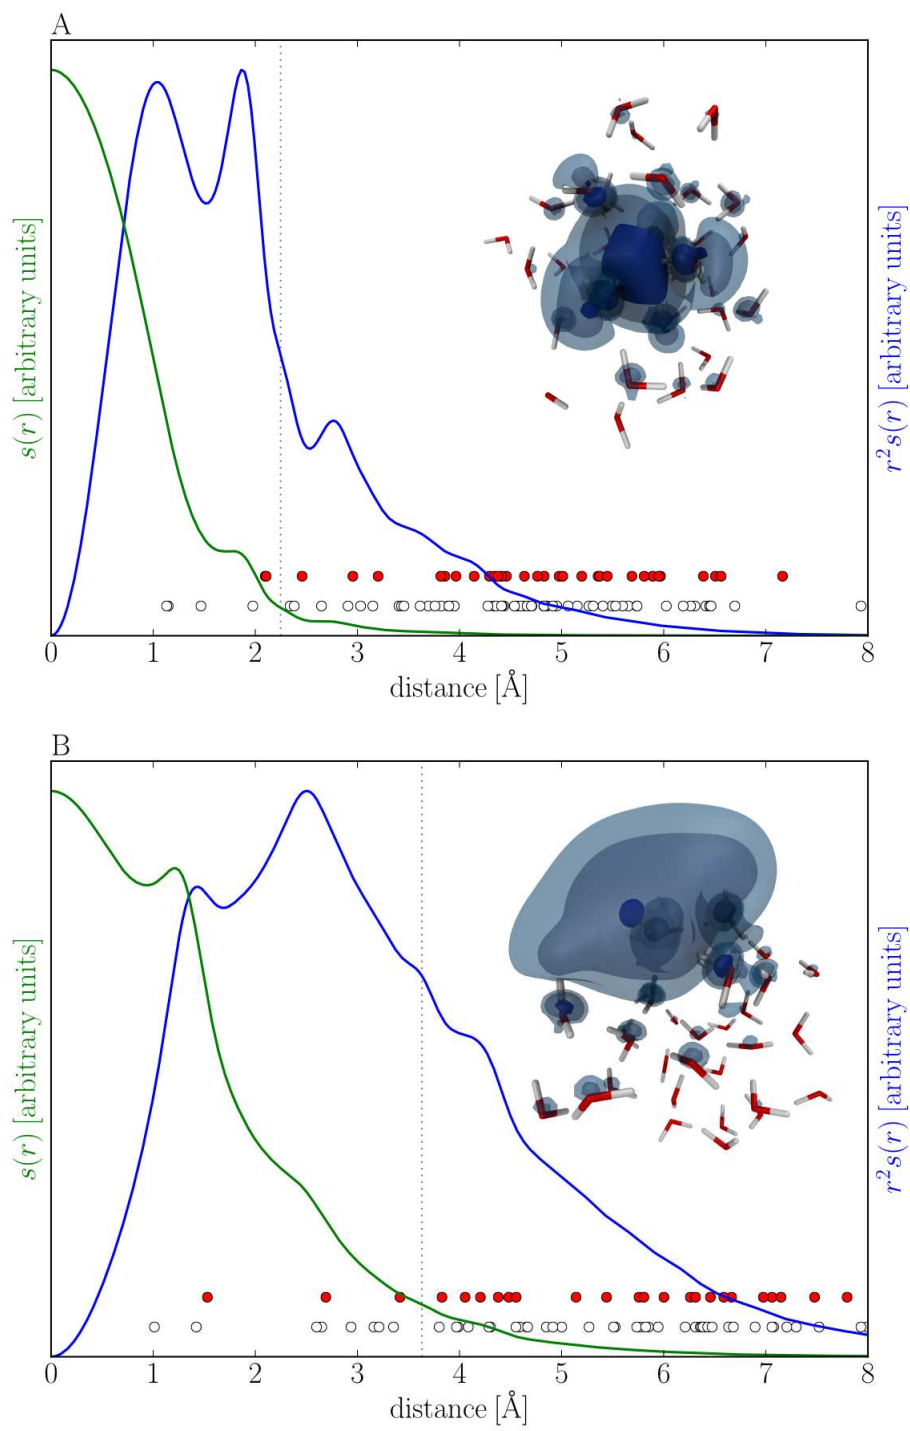 A
s(r) [arbitrary units]
r²s(r) [arbitrary units]
0 1 2 3 4 5 6 7 8
distance [Å]
B
s(r) [arbitrary units]
r²s(r) [arbitrary units]
0 1 2 3 4 5 6 7 8
distance [Å]